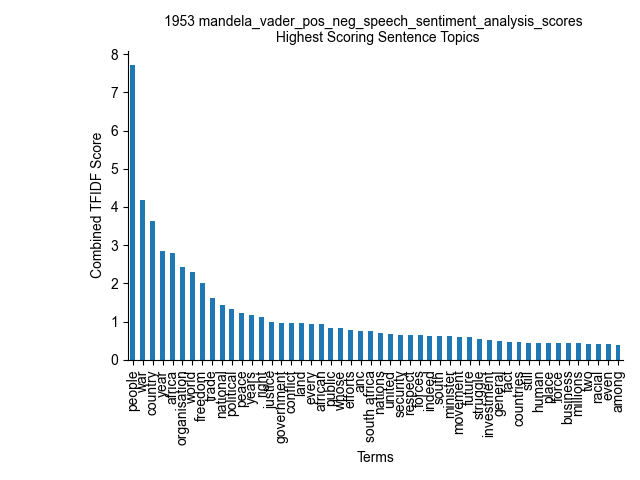 1953 mandela_vader_pos_neg_speech_sentiment_analysis_scores
Highest Scoring Sentence Topics
Combined TFIDF Score
8
7
6
5
4
3
2
1
0
people
war
country
year
africa
organisation
world
freedom
trade
national
political
peace
years
right
justice
government
conflict
land
every
african
public
whose
efforts
anc
south africa
nations
united
security
respect
forces
indeed
south
minister
movement
future
struggle
investment
general
fact
countries
still
human
place
force
business
millions
two
racial
even
among
Terms